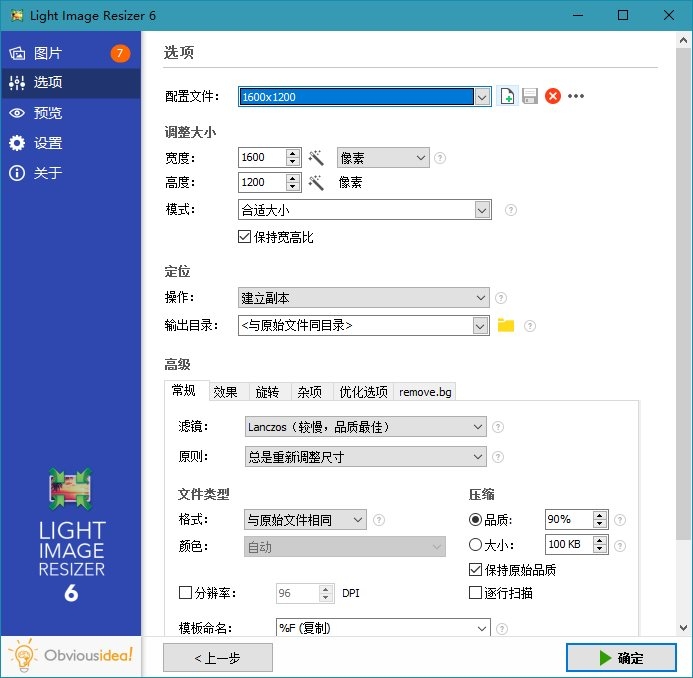 Light Image Resizer 6
图片
7
选项
预览
设置
关于
LIGHT
IMAGE
RESIZER
6
Obviousidea!
选项
配置文件： 1600x1200
调整大小
宽度： 1600 像素 ?
高度： 1200 像素
模式： 合适大小 ?
保持宽高比
定位
操作： 建立副本 ?
输出目录： <与原始文件同目录> ?
高级
常规 效果 旋转 杂项 优化选项 remove.bg
滤镜： Lanczos（较慢，品质最佳） ?
原则： 总是重新调整尺寸 ?
文件类型 压缩
格式： 与原始文件相同 ? 品质： 90% ?
颜色： 自动 大小： 100 KB ?
保持原始品质
分辨率： 96 DPI 逐行扫描
模板命名： %F (复制) ?
< 上一步 确定